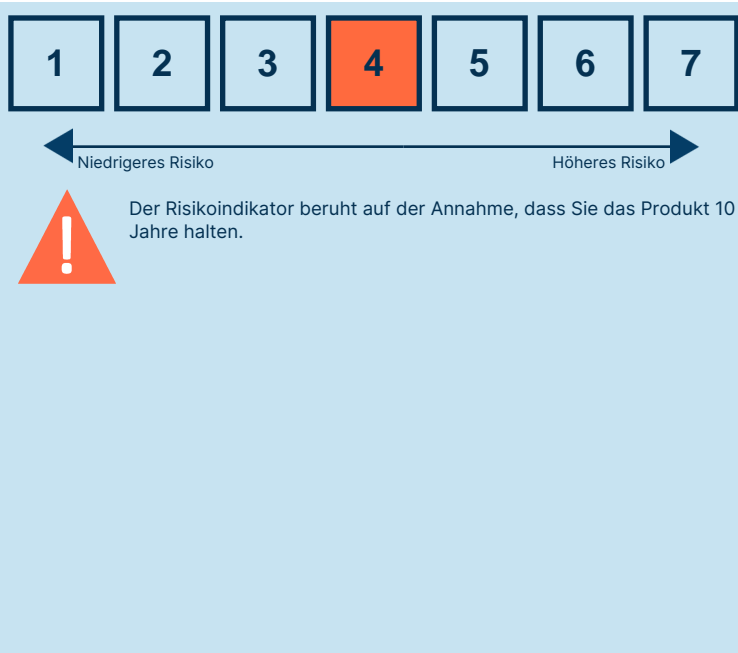 1 2 3 4 5 6 7
Niedrigeres Risiko Höheres Risiko
!
Der Risikoindikator beruht auf der Annahme, dass Sie das Produkt 10
Jahre halten.